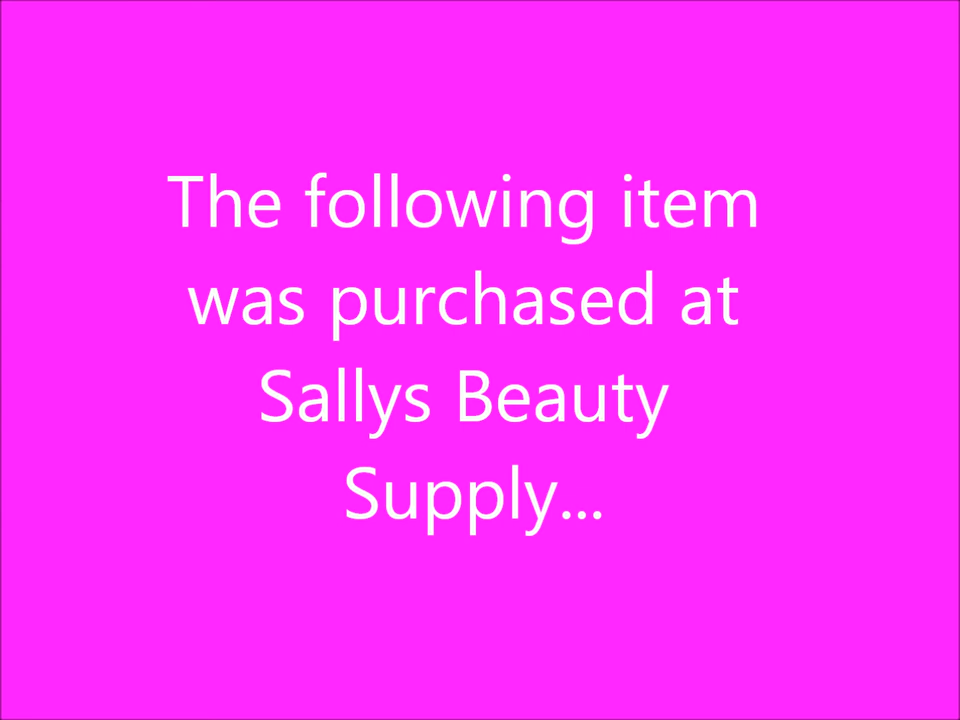 The following item
was purchased at
Sallys Beauty
Supply...